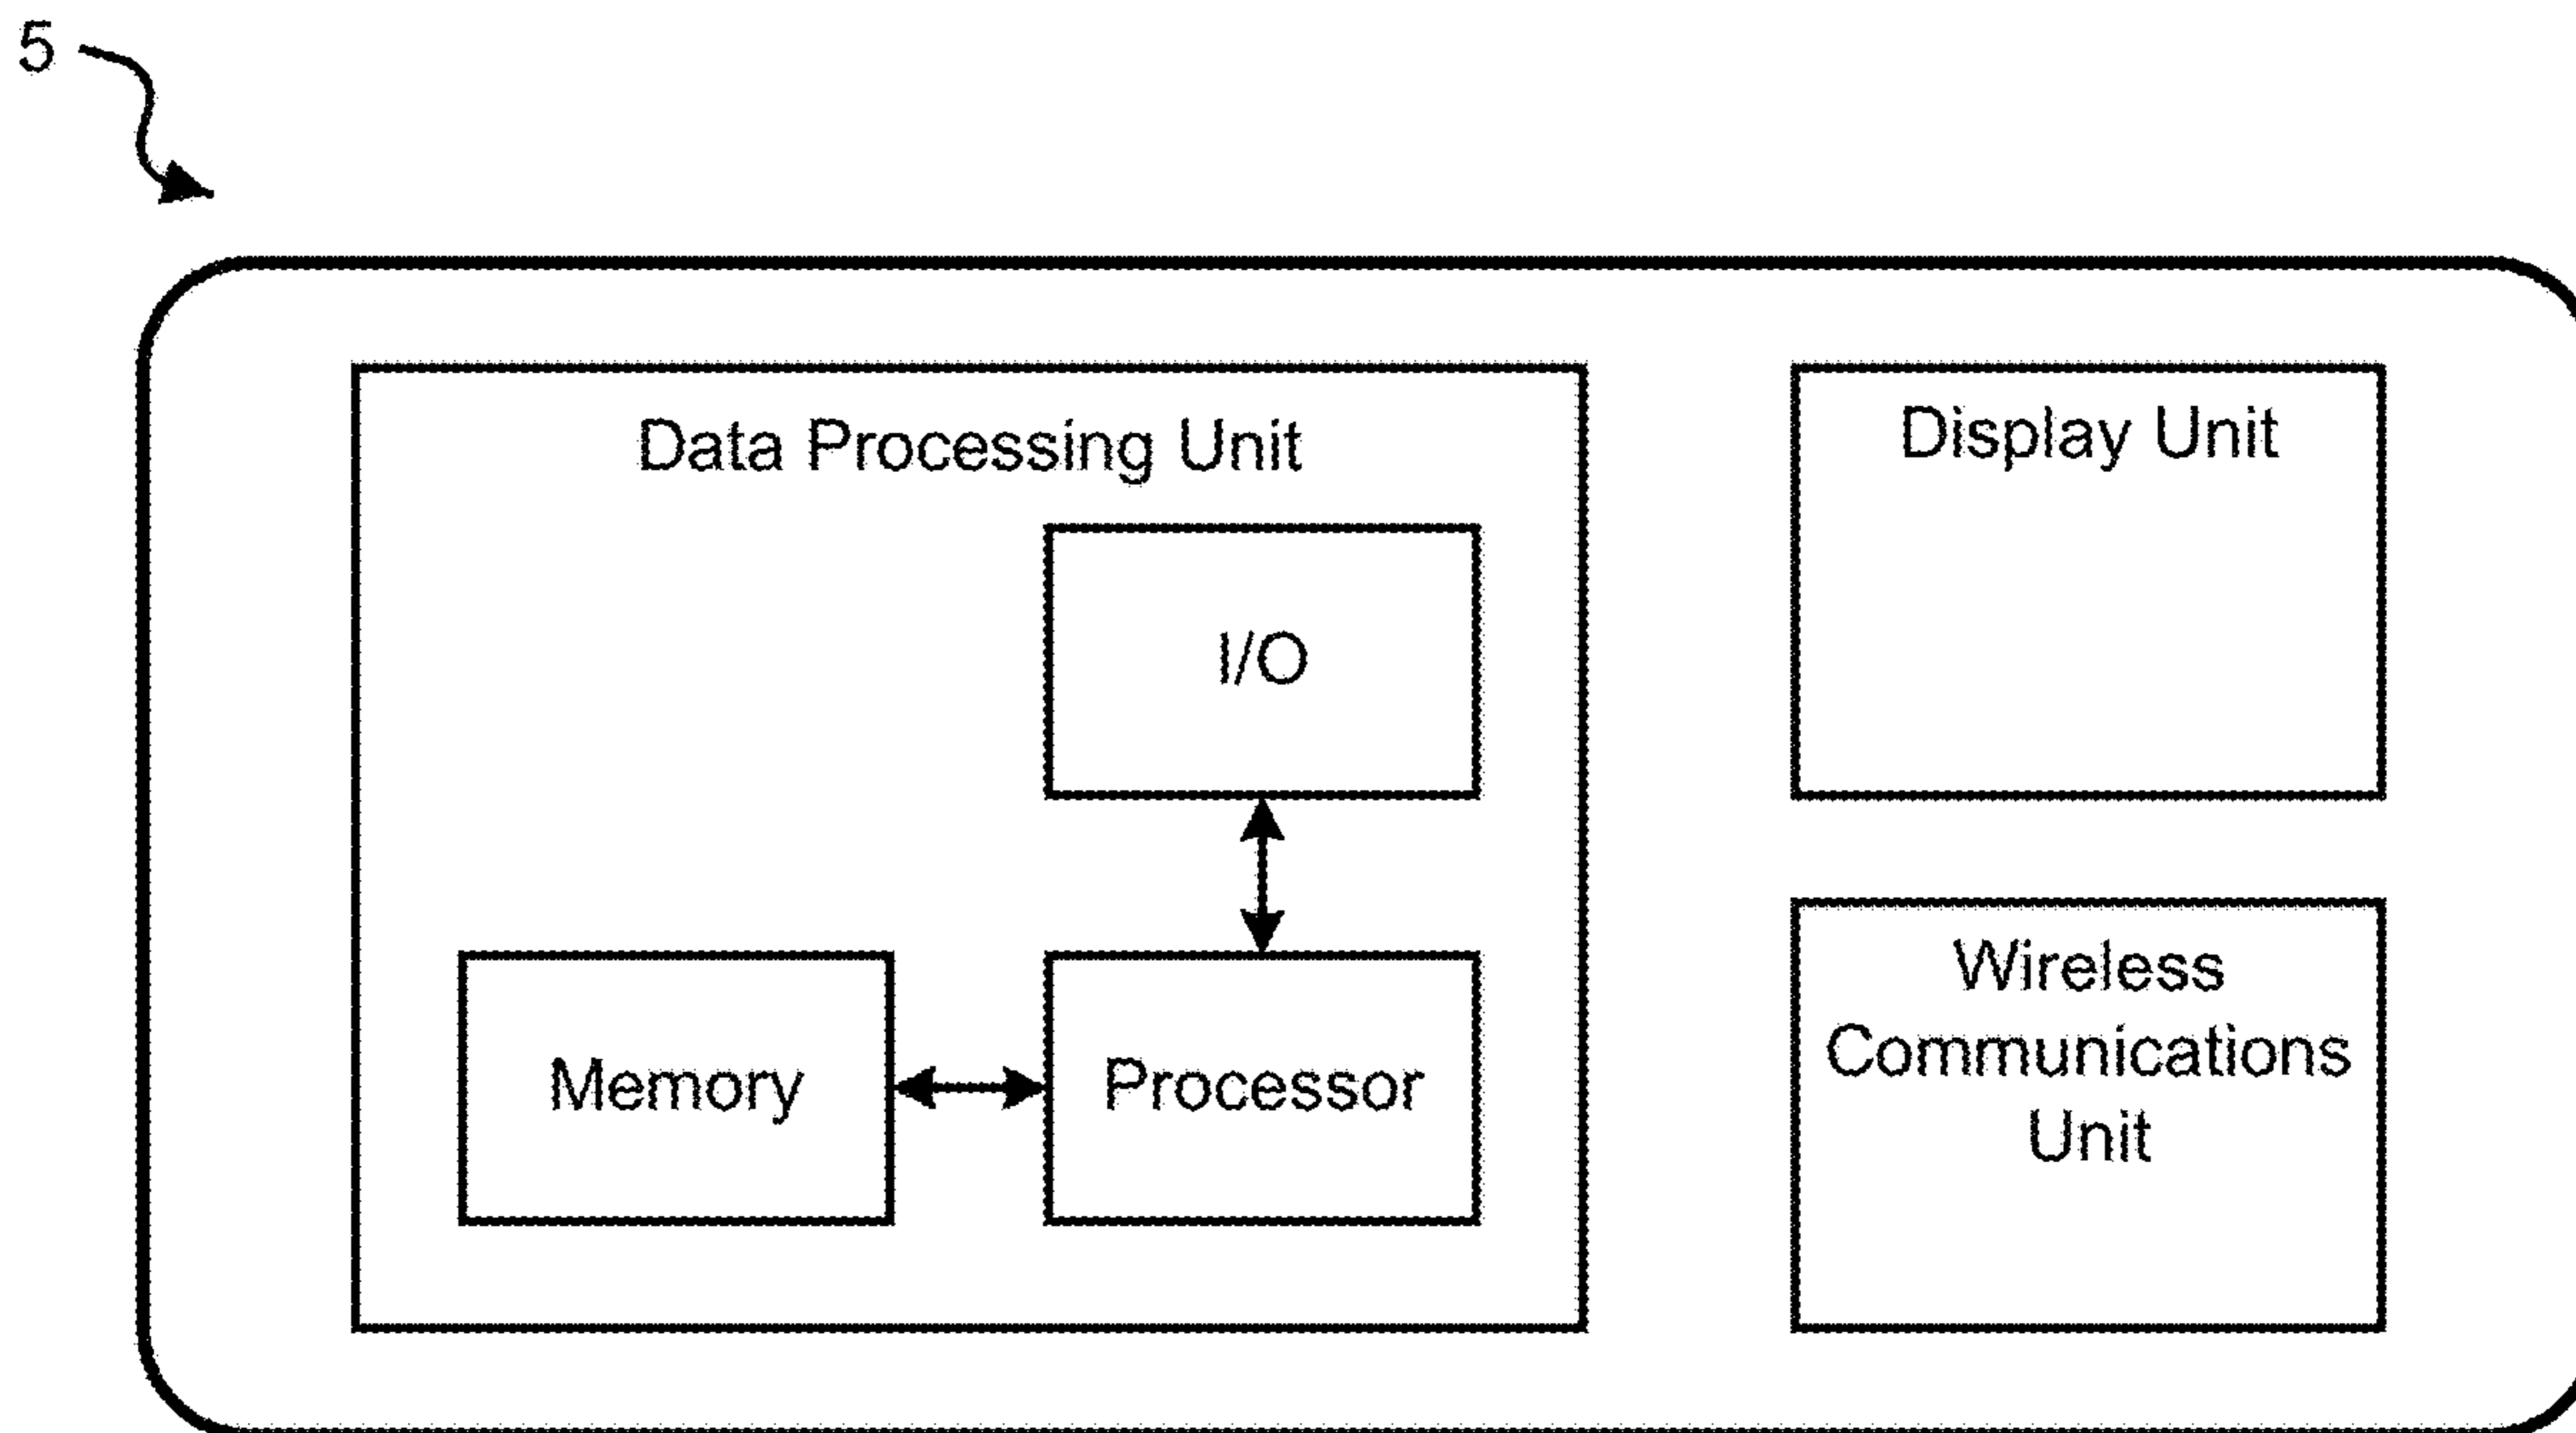 5
Data Processing Unit
I/O
Memory
Processor
Display Unit
Wireless
Communications
Unit